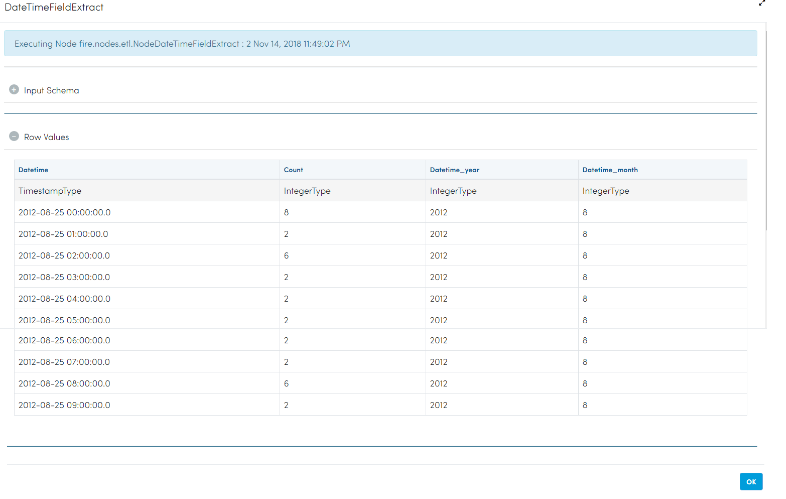 DateTimeFieldExtract
Executing Node fire.nodes.etl.NodeDateTimeFieldExtract : 2 Nov 14, 2018 11:49:02 PM
Input Schema
Row Values
Datetime Count Datetime_year Datetime_month
TimestampType IntegerType IntegerType IntegerType
2012-08-25 00:00:00.0 8 2012 8
2012-08-25 01:00:00.0 2 2012 8
2012-08-25 02:00:00.0 6 2012 8
2012-08-25 03:00:00.0 2 2012 8
2012-08-25 04:00:00.0 2 2012 8
2012-08-25 05:00:00.0 2 2012 8
2012-08-25 06:00:00.0 2 2012 8
2012-08-25 07:00:00.0 2 2012 8
2012-08-25 08:00:00.0 6 2012 8
2012-08-25 09:00:00.0 2 2012 8
OK